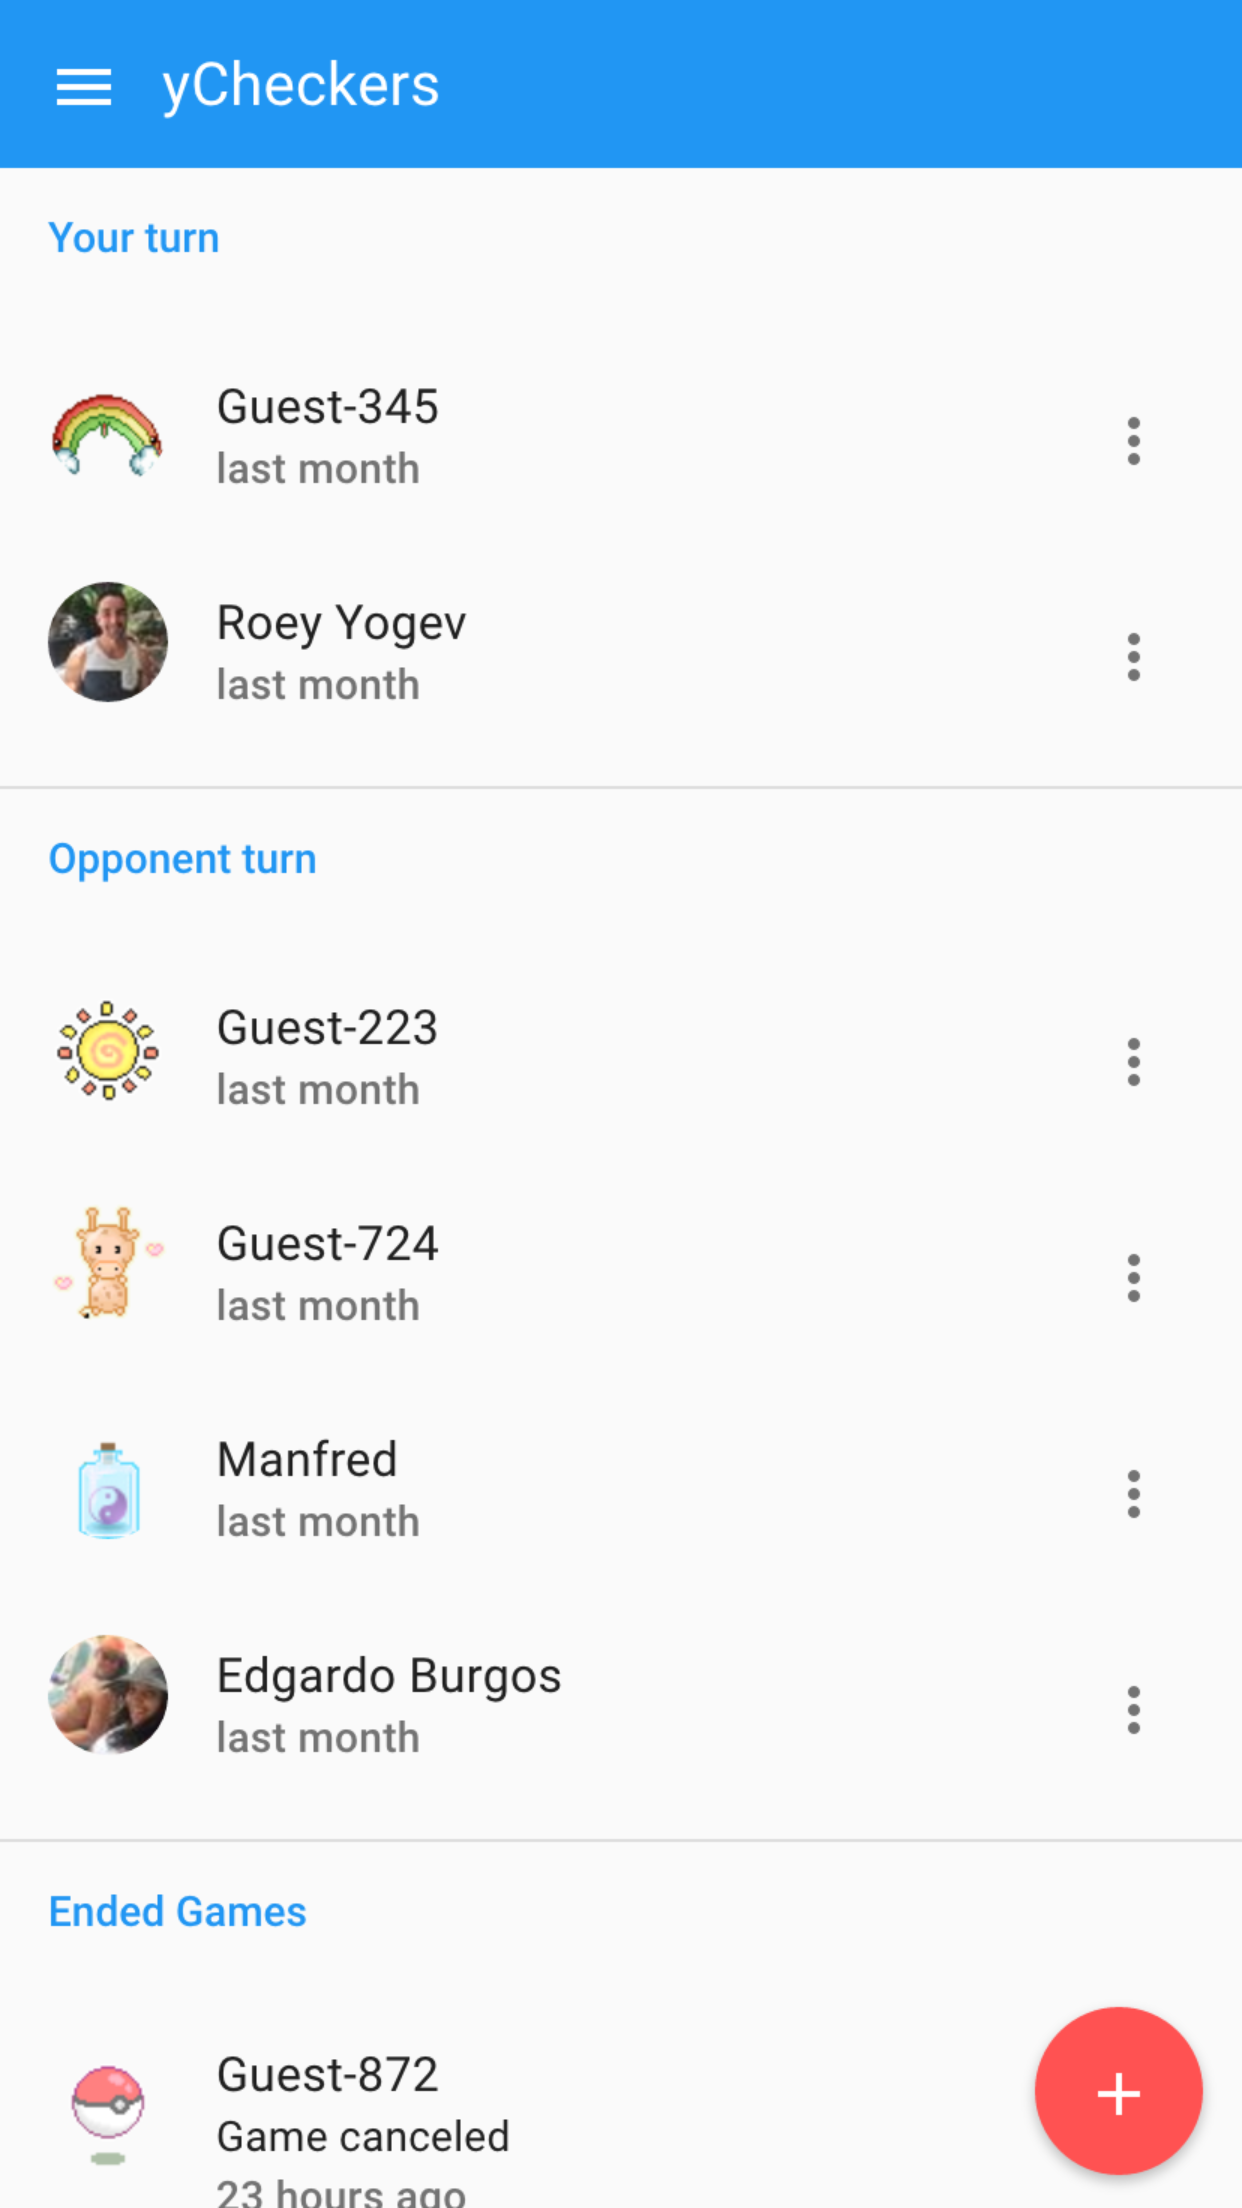 yCheckers
Your turn
Guest-345
last month
Roey Yogev
last month
Opponent turn
Guest-223
last month
Guest-724
last month
Manfred
last month
Edgardo Burgos
last month
Ended Games
Guest-872
Game canceled
23 hours ago